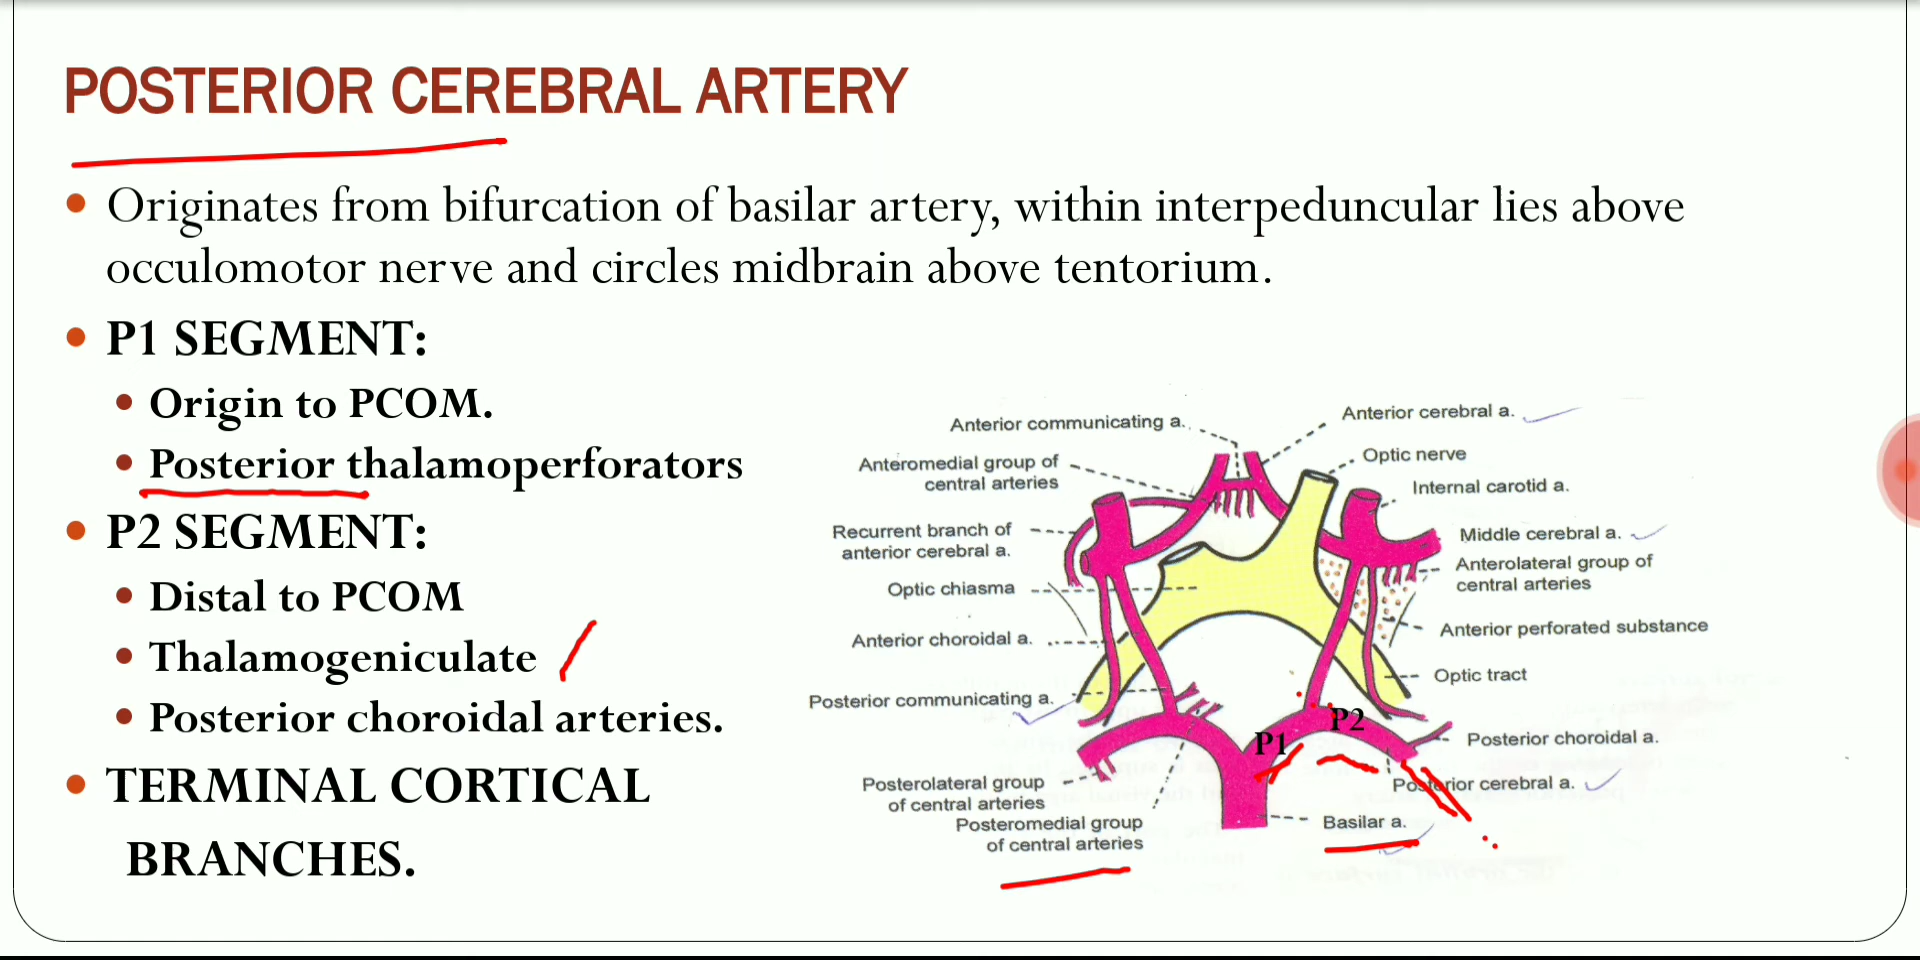 POSTERIOR CEREBRAL ARTERY
• Originates from bifurcation of basilar artery, within interpeduncular lies above
occulomotor nerve and circles midbrain above tentorium.
• P1 SEGMENT:
• Origin to PCOM.
• Posterior thalamoperforators
• P2 SEGMENT:
• Distal to PCOM
• Thalamogeniculate
• Posterior choroidal arteries.
• TERMINAL CORTICAL
BRANCHES.
Anterior communicating a.
Anteromedial group of
central arteries
Recurrent branch of
anterior cerebral a.
Optic chiasma
Anterior choroidal a.
Posterior communicating a.
Posterolateral group
of central arteries
Posteromedial group
of central arteries
Anterior cerebral a.
Optic nerve
Internal carotid a.
Middle cerebral a.
Anterolateral group of
central arteries
Anterior perforated substance
Optic tract
P1
P2
Posterior choroidal a.
Posterior cerebral a.
Basilar a.